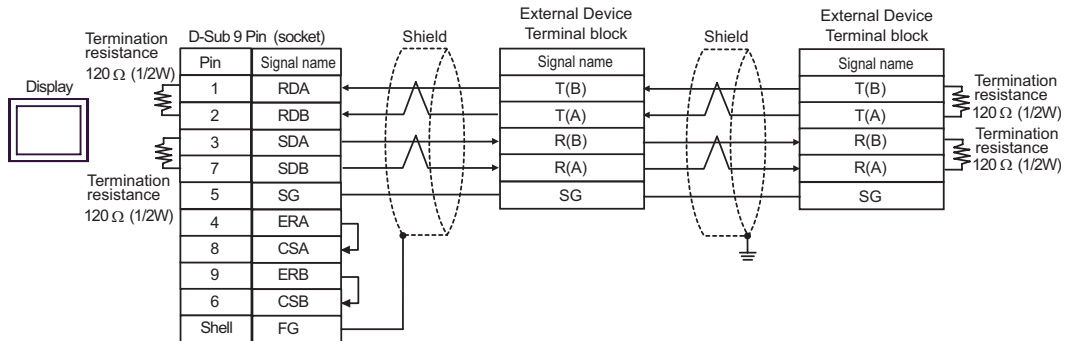 Display
Termination
resistance
120 Ω (1/2W)
Termination
resistance
120 Ω (1/2W)
D-Sub 9 Pin (socket)
Pin Signal name
1 RDA
2 RDB
3 SDA
7 SDB
5 SG
4 ERA
8 CSA
9 ERB
6 CSB
Shell FG
Shield
External Device
Terminal block
Signal name
T(B)
T(A)
R(B)
R(A)
SG
Shield
External Device
Terminal block
Signal name
T(B)
T(A)
R(B)
R(A)
SG
Termination
resistance
120 Ω (1/2W)
Termination
resistance
120 Ω (1/2W)